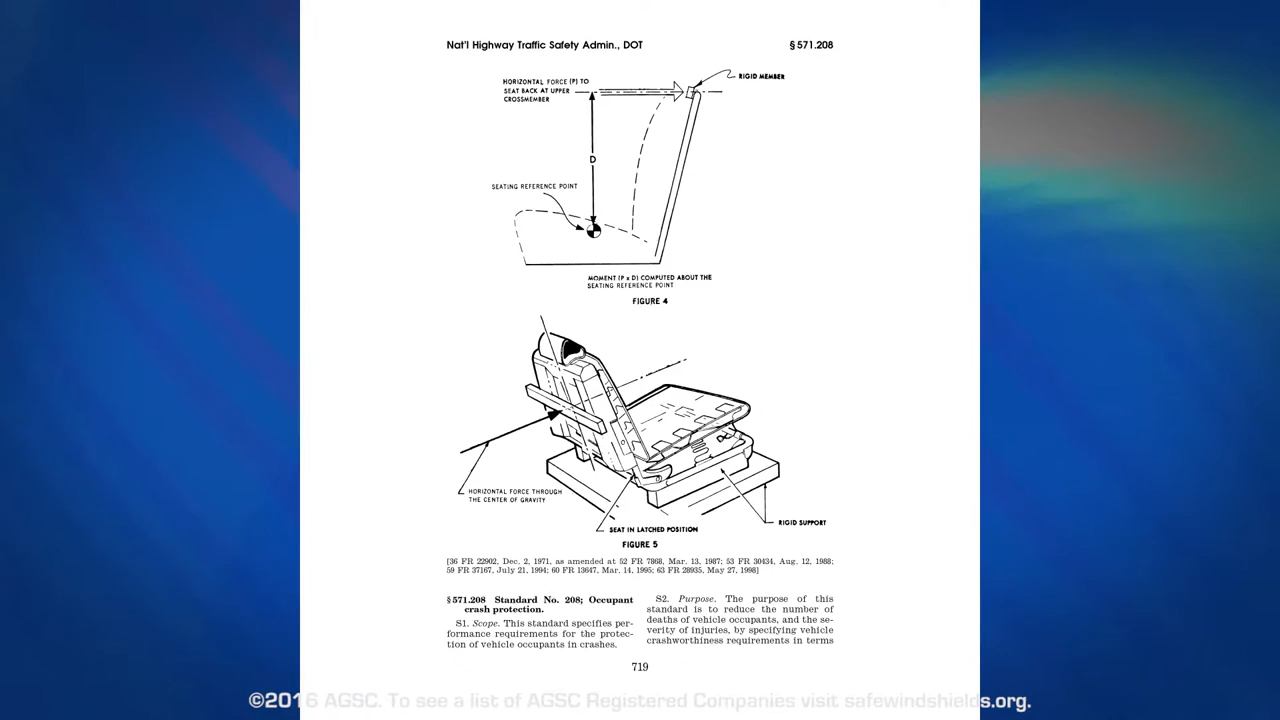 Nat'l Highway Traffic Safety Admin., DOT § 571.208
HORIZONTAL FORCE (P) TO
SEAT BACK AT UPPER
CROSSMEMBER
RIGID MEMBER
D
SEATING REFERENCE POINT
MOMENT (P x D) COMPUTED ABOUT THE
SEATING REFERENCE POINT
FIGURE 4
HORIZONTAL FORCE THROUGH
THE CENTER OF GRAVITY
SEAT IN LATCHED POSITION
RIGID SUPPORT
FIGURE 5
[36 FR 22902, Dec. 2, 1971, as amended at 52 FR 7868, Mar. 13, 1987; 53 FR 30434, Aug. 12, 1988;
59 FR 37167, July 21, 1994; 60 FR 13647, Mar. 14, 1995; 63 FR 28935, May 27, 1998]
§ 571.208 Standard No. 208; Occupant
crash protection.
S1. Scope. This standard specifies per-
formance requirements for the protec-
tion of vehicle occupants in crashes.
S2. Purpose. The purpose of this
standard is to reduce the number of
deaths of vehicle occupants, and the se-
verity of injuries, by specifying vehicle
crashworthiness requirements in terms
719
©2016 AGSC. To see a list of AGSC Registered Companies visit safewindshields.org.